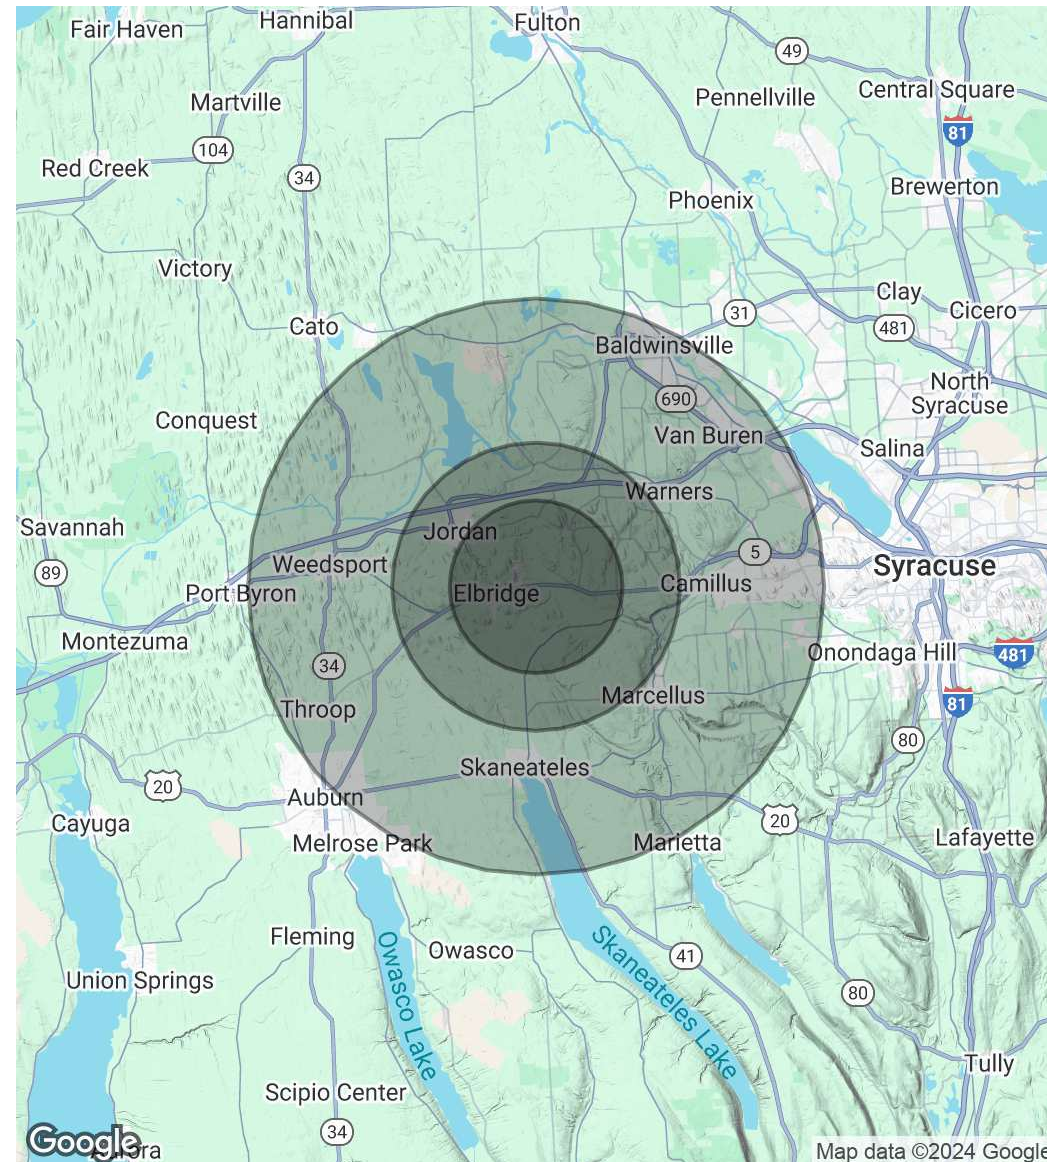 Hannibal
Fulton
Fair Haven
49
Central Square
Pennellville
Martville
81
104
Red Creek
34
Brewerton
Phoenix
Victory
Clay
31
Cicero
Cato
481
Baldwinsville
North
Syracuse
690
Conquest
Van Buren
Salina
Warners
Savannah
Jordan
5
Weedsport
Syracuse
89
Camillus
Port Byron
Elbridge
Montezuma
Onondaga Hill
481
34
Marcellus
81
Throop
80
Skaneateles
20
Auburn
20
Cayuga
Melrose Park
Marietta
Lafayette
Fleming
Owasco
41
Union Springs
Owasco Lake
Skaneateles Lake
80
Tully
Scipio Center
34
Google
Map data ©2024 Google